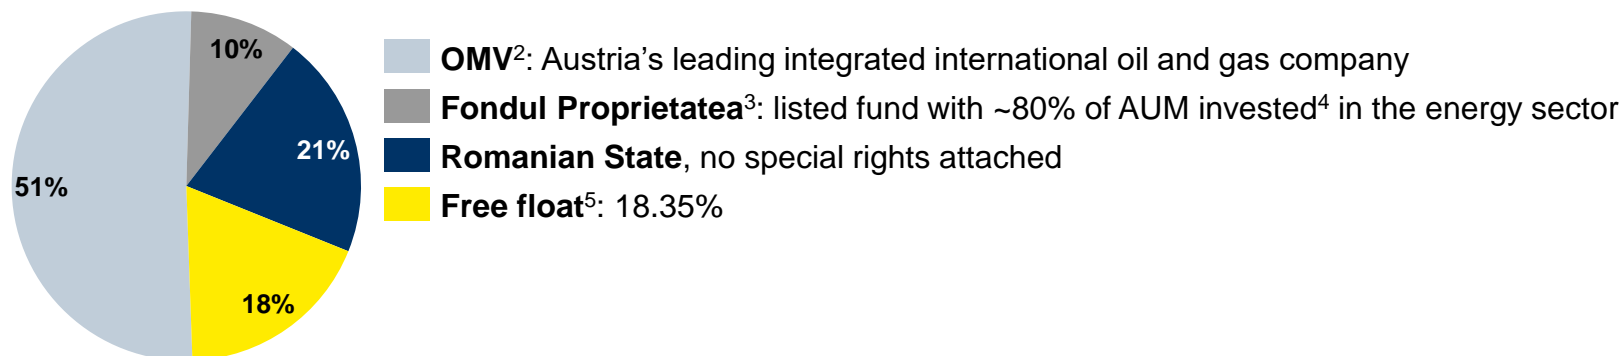 10%
21%
51%
18%
OMV²: Austria’s leading integrated international oil and gas company
Fondul Proprietatea³: listed fund with ~80% of AUM invested⁴ in the energy sector
Romanian State, no special rights attached
Free float⁵: 18.35%